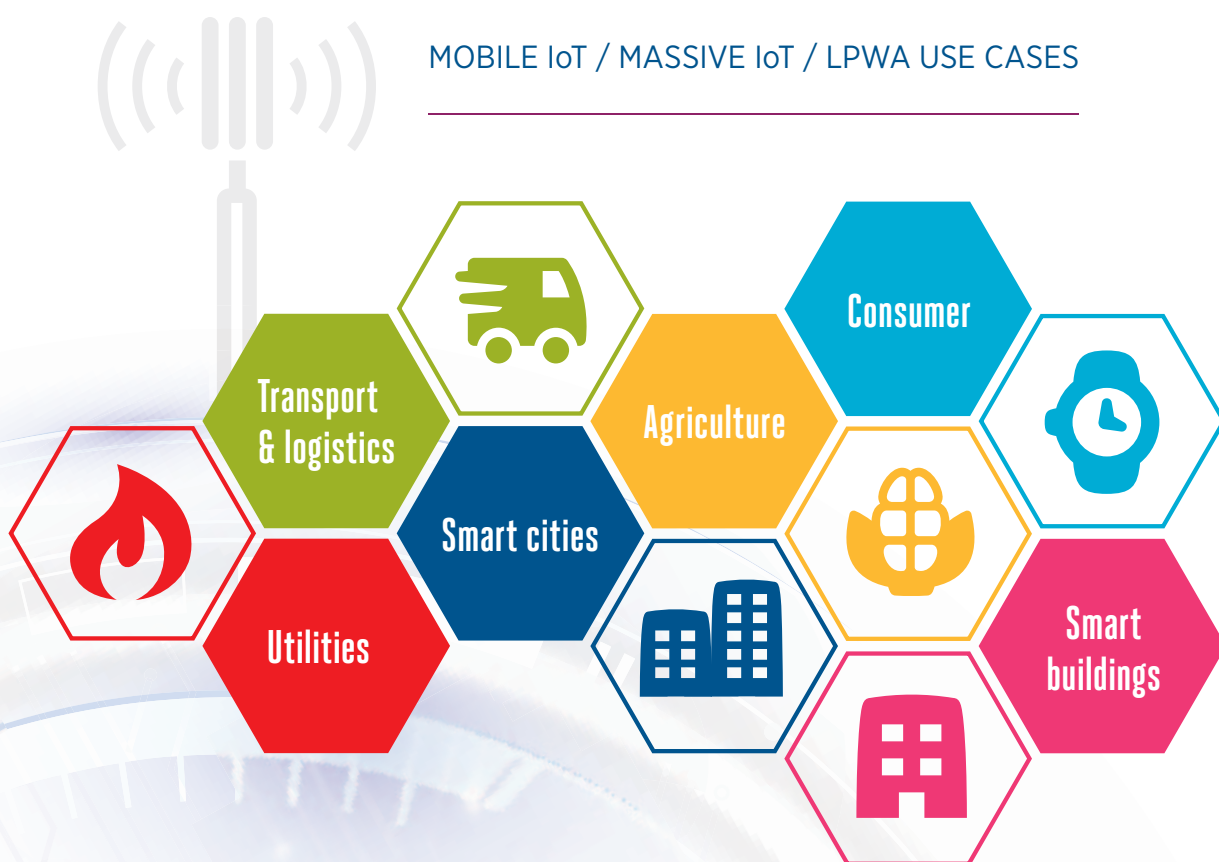 MOBILE IoT / MASSIVE IoT / LPWA USE CASES
Consumer
Transport
& logistics
Agriculture
Smart cities
Utilities
Smart
buildings